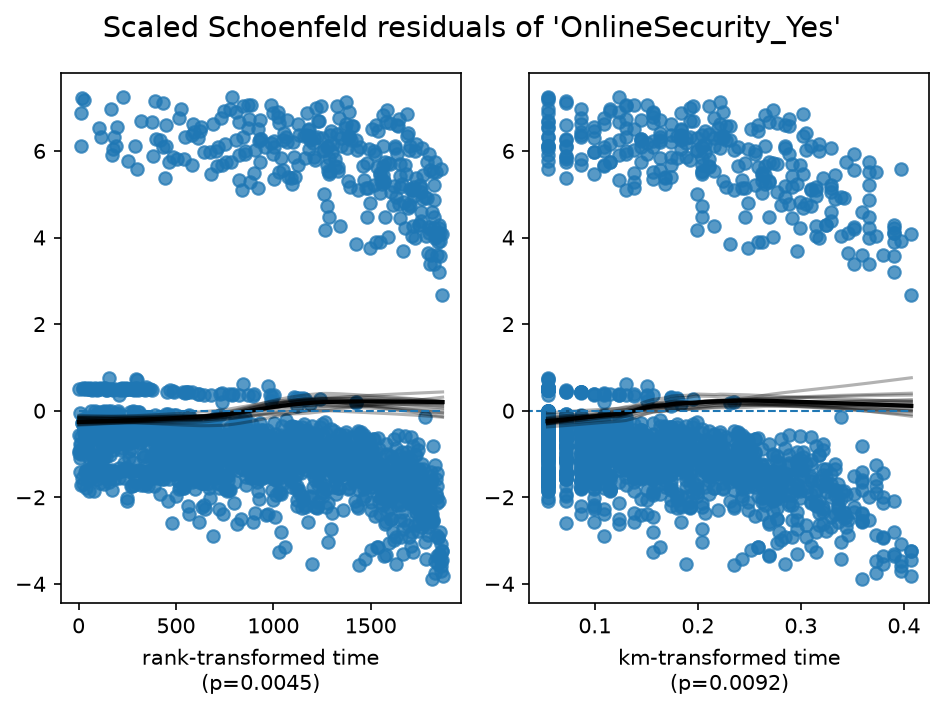 Scaled Schoenfeld residuals of 'OnlineSecurity_Yes'
6
4
2
0
−2
−4
0 500 1000 1500
rank-transformed time
(p=0.0045)
6
4
2
0
−2
−4
0.1 0.2 0.3 0.4
km-transformed time
(p=0.0092)